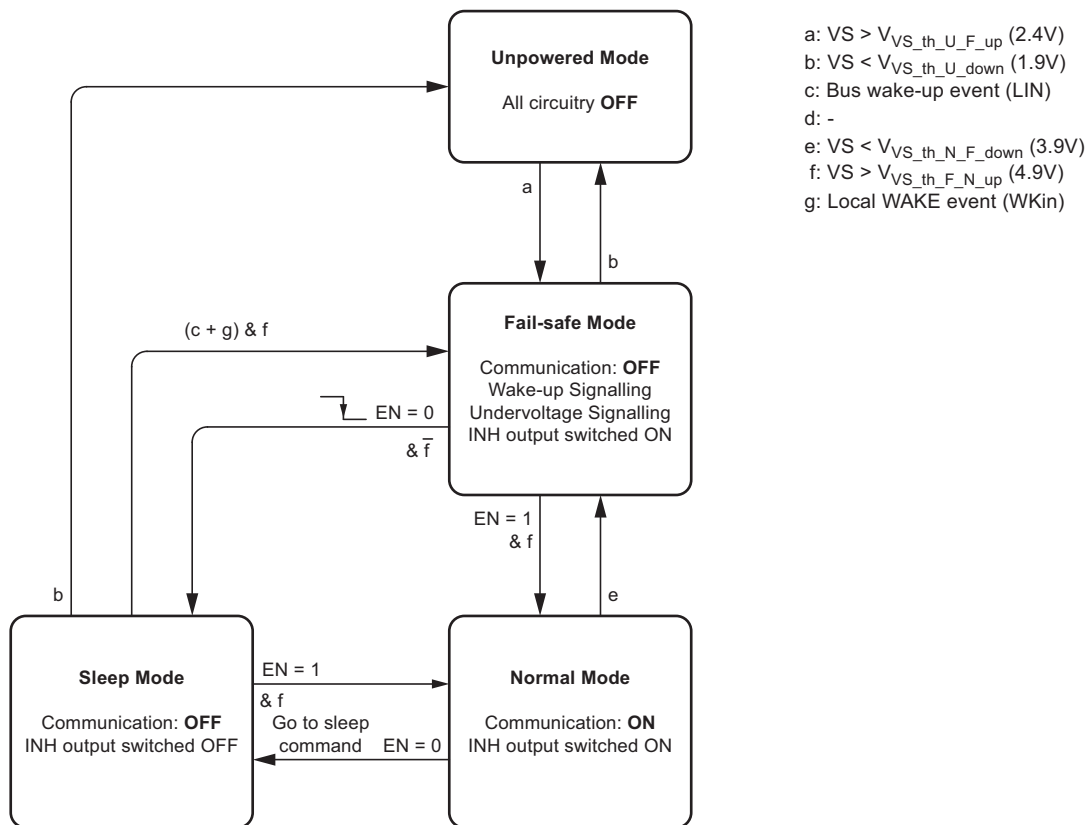 Unpowered Mode
All circuitry OFF
a: VS > VVS_th_U_F_up (2.4V)
b: VS < VVS_th_U_down (1.9V)
c: Bus wake-up event (LIN)
d: -
e: VS < VVS_th_N_F_down (3.9V)
f: VS > VVS_th_F_N_up (4.9V)
g: Local WAKE event (WKin)
a
b
Fail-safe Mode
Communication: OFF
Wake-up Signalling
Undervoltage Signalling
INH output switched ON
(c + g) & f
EN = 0
& f̅
EN = 1
& f
b
e
Sleep Mode
Communication: OFF
INH output switched OFF
EN = 1
& f
Go to sleep
command
EN = 0
Normal Mode
Communication: ON
INH output switched ON